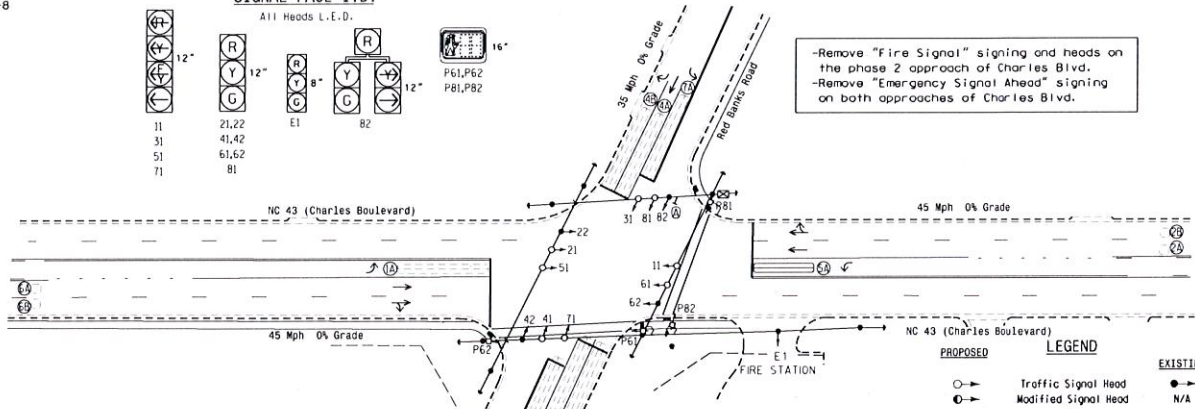 All Heads L.E.D.
R
Y
F
Y
12"
R
Y
G
12"
R
Y
G
8"
R
Y
Y
G
12"
16"
P61,P62
P81,P82
11
31
51
71
21,22
41,42
61,62
81
E1
82
-Remove "Fire Signal" signing and heads on
the phase 2 approach of Charles Blvd.
-Remove "Emergency Signal Ahead" signing
on both approaches of Charles Blvd.
35 Mph 0% Grade
4B
4A
7A
Red Banks Road
NC 43 (Charles Boulevard)
31
81
82
A
P81
45 Mph 0% Grade
22
21
51
2B
2A
1A
11
5A
6A
6B
61
62
P82
42
41
71
P61
P62
45 Mph 0% Grade
NC 43 (Charles Boulevard)
E1
FIRE STATION
LEGEND
PROPOSED
Traffic Signal Head
Modified Signal Head
N/A